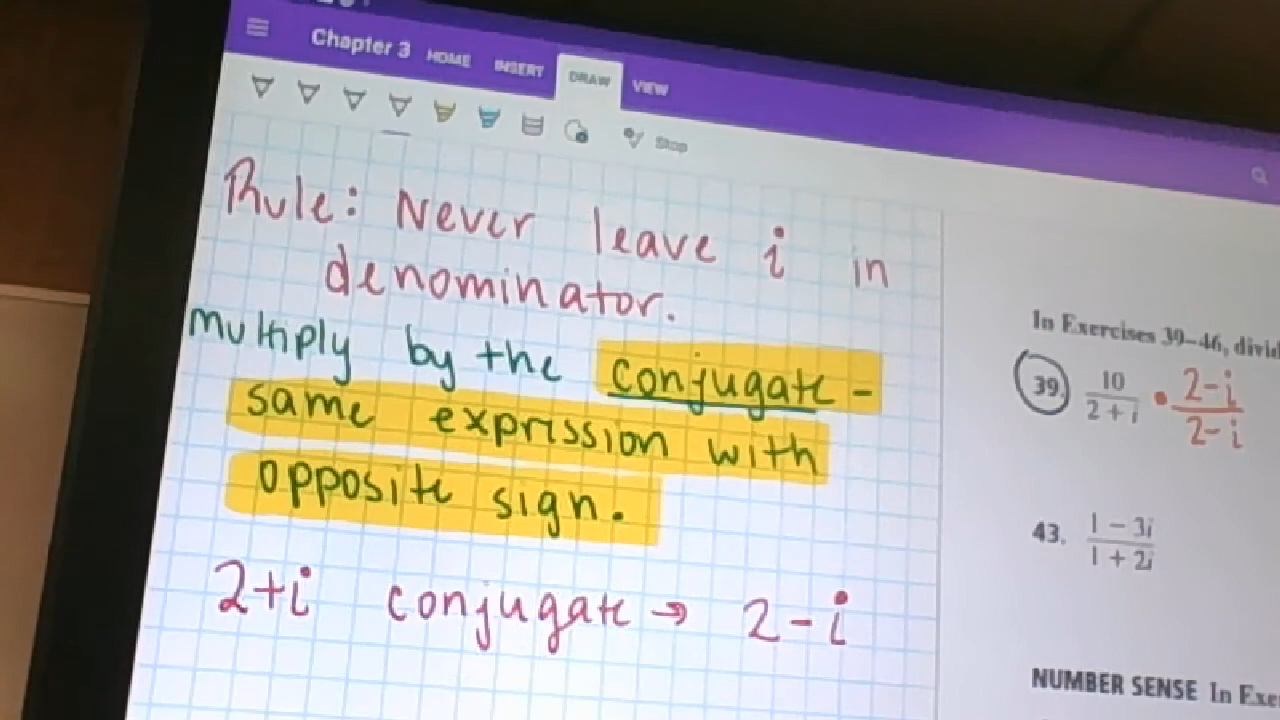 Chapter 3 HOME INSERT DRAW VIEW
Stop
Rule: Never leave i in
denominator.
multiply by the conjugate -
same expression with
opposite sign.
2+i conjugate → 2-i
In Exercises 39–46, divid
39. 10/(2 + i) • (2-i)/(2-i)
43. (1 − 3i)/(1 + 2i)
NUMBER SENSE In Exe